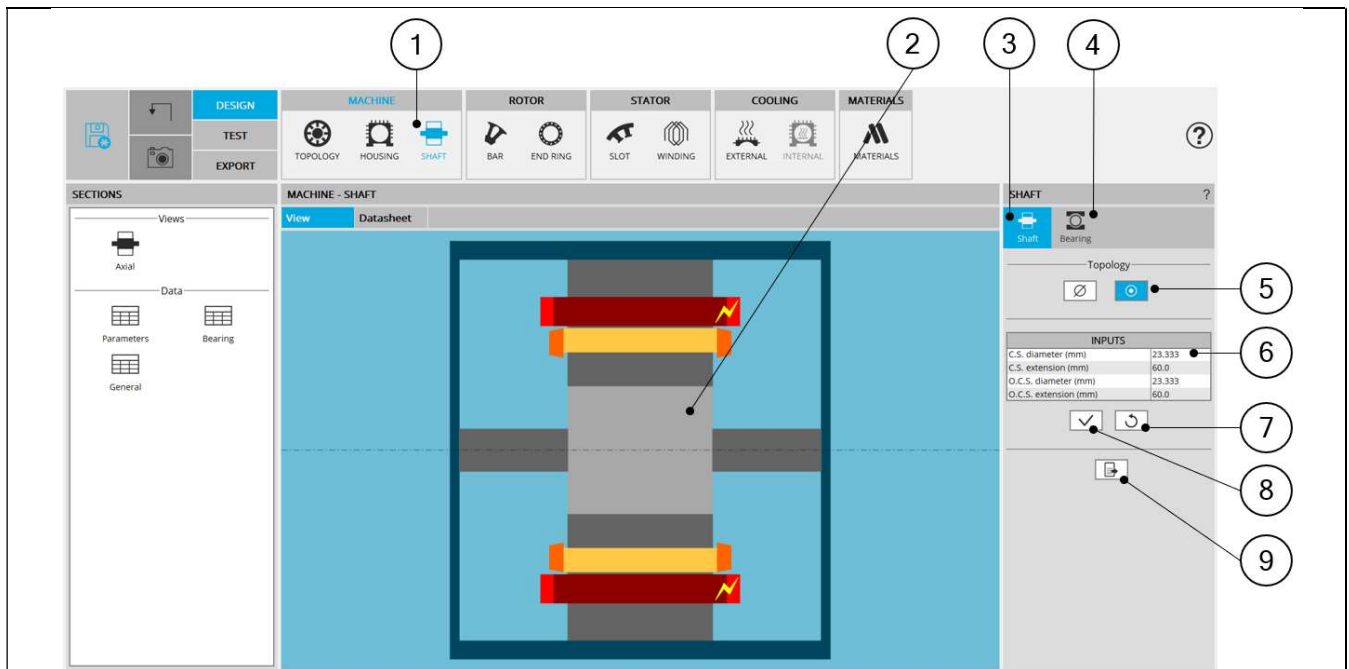 1 2 3 4
DESIGN MACHINE ROTOR STATOR COOLING MATERIALS
TEST
TOPOLOGY HOUSING SHAFT BAR END RING SLOT WINDING EXTERNAL INTERNAL MATERIALS
EXPORT
?
SECTIONS MACHINE - SHAFT SHAFT ?
Views View Datasheet
Axial
Data
Parameters Bearing
General
Shaft Bearing
Topology
5
INPUTS
C.S. diameter (mm) 23.333
C.S. extension (mm) 60.0
O.C.S. diameter (mm) 23.333
O.C.S. extension (mm) 60.0
6
7
8
9